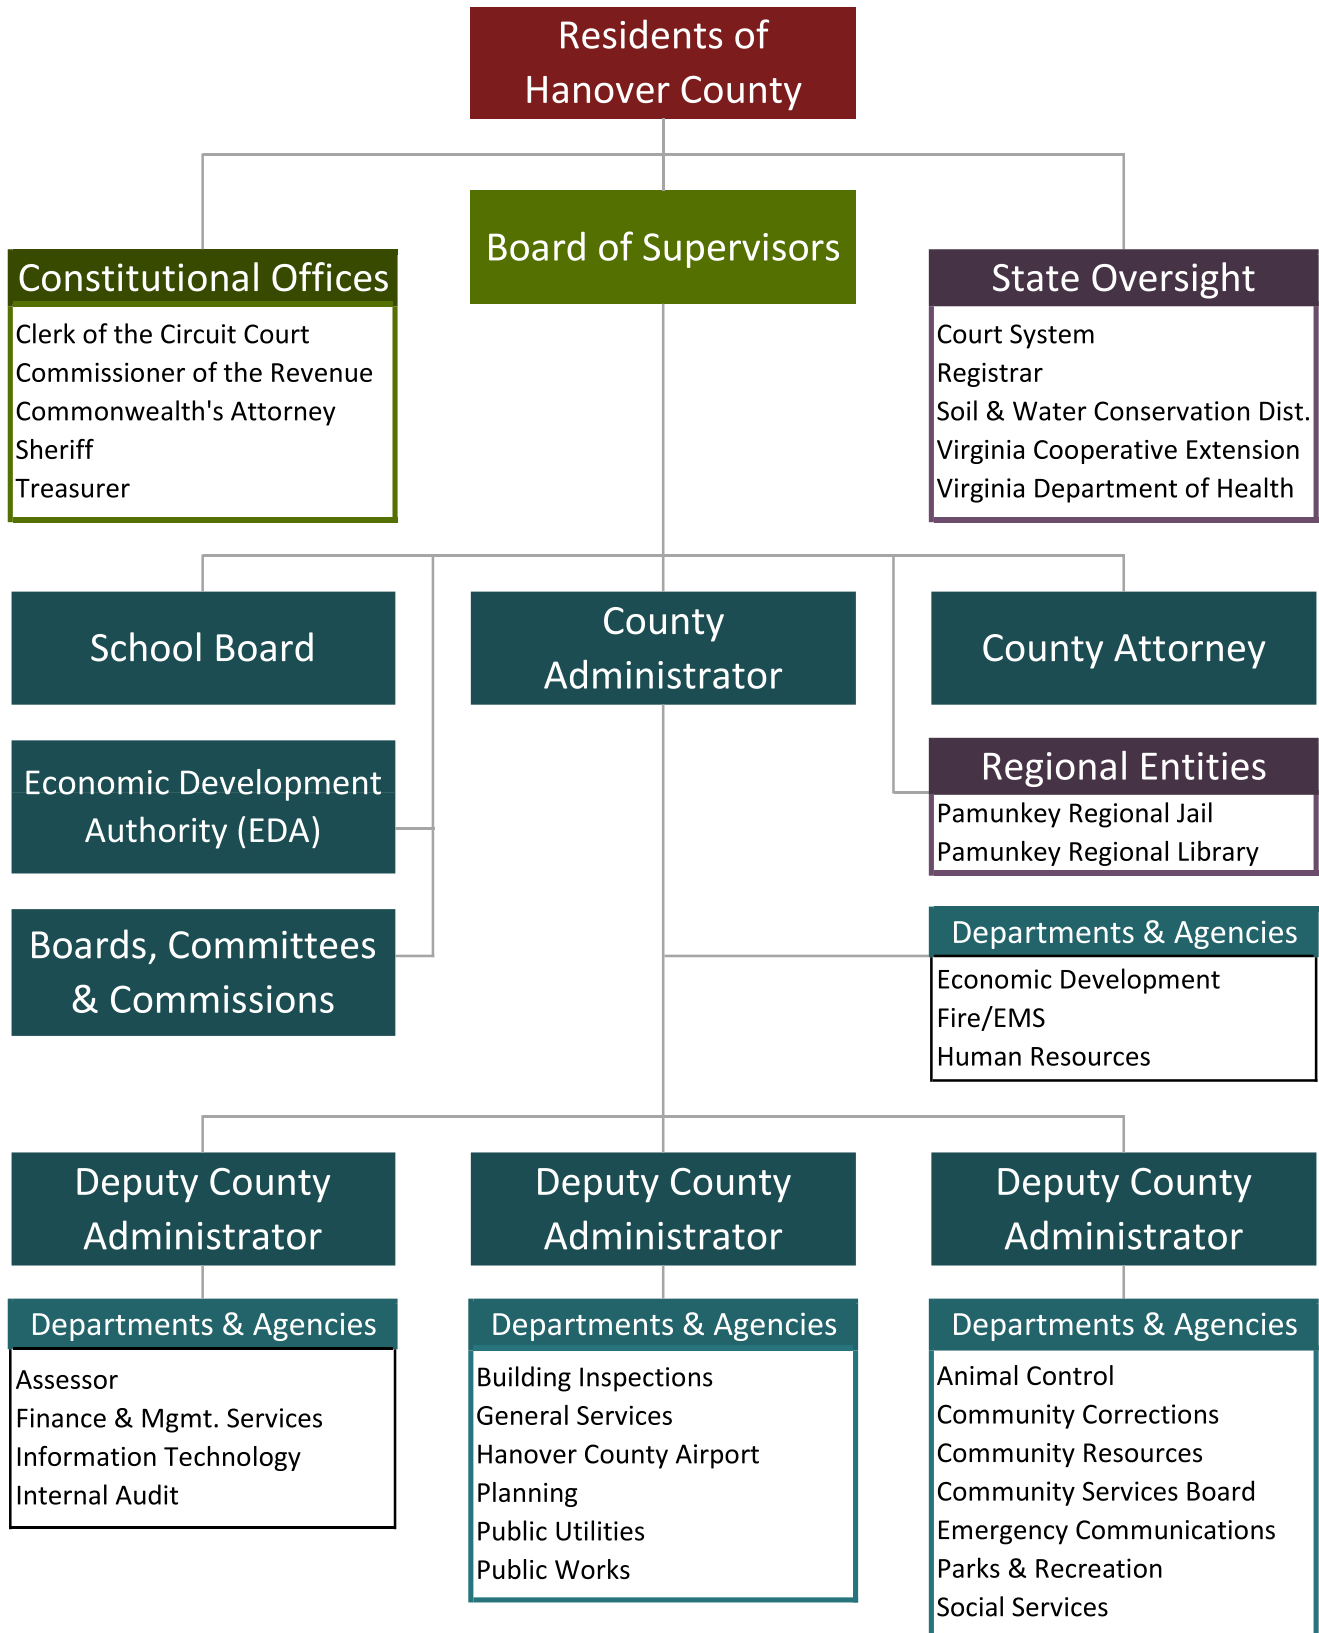 Residents of
Hanover County
Board of Supervisors
Constitutional Offices
Clerk of the Circuit Court
Commissioner of the Revenue
Commonwealth's Attorney
Sheriff
Treasurer
State Oversight
Court System
Registrar
Soil & Water Conservation Dist.
Virginia Cooperative Extension
Virginia Department of Health
School Board
County
Administrator
County Attorney
Economic Development
Authority (EDA)
Regional Entities
Pamunkey Regional Jail
Pamunkey Regional Library
Boards, Committees
& Commissions
Departments & Agencies
Economic Development
Fire/EMS
Human Resources
Deputy County
Administrator
Departments & Agencies
Assessor
Finance & Mgmt. Services
Information Technology
Internal Audit
Deputy County
Administrator
Departments & Agencies
Building Inspections
General Services
Hanover County Airport
Planning
Public Utilities
Public Works
Deputy County
Administrator
Departments & Agencies
Animal Control
Community Corrections
Community Resources
Community Services Board
Emergency Communications
Parks & Recreation
Social Services